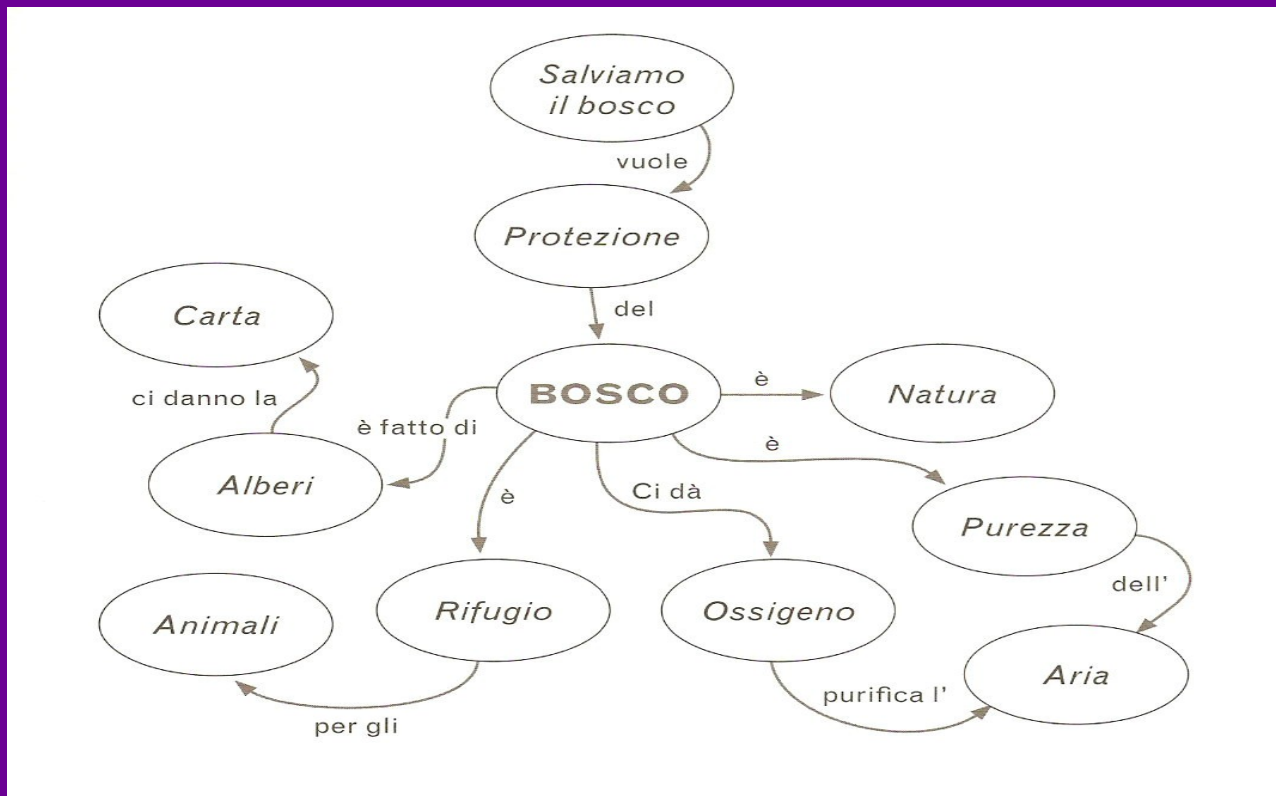 Salviamo
il bosco
vuole
Protezione
del
Carta
ci danno la
Alberi
è fatto di
BOSCO
è
Natura
è
Purezza
dell'
Aria
è
Rifugio
per gli
Animali
Ci dà
Ossigeno
purifica l'